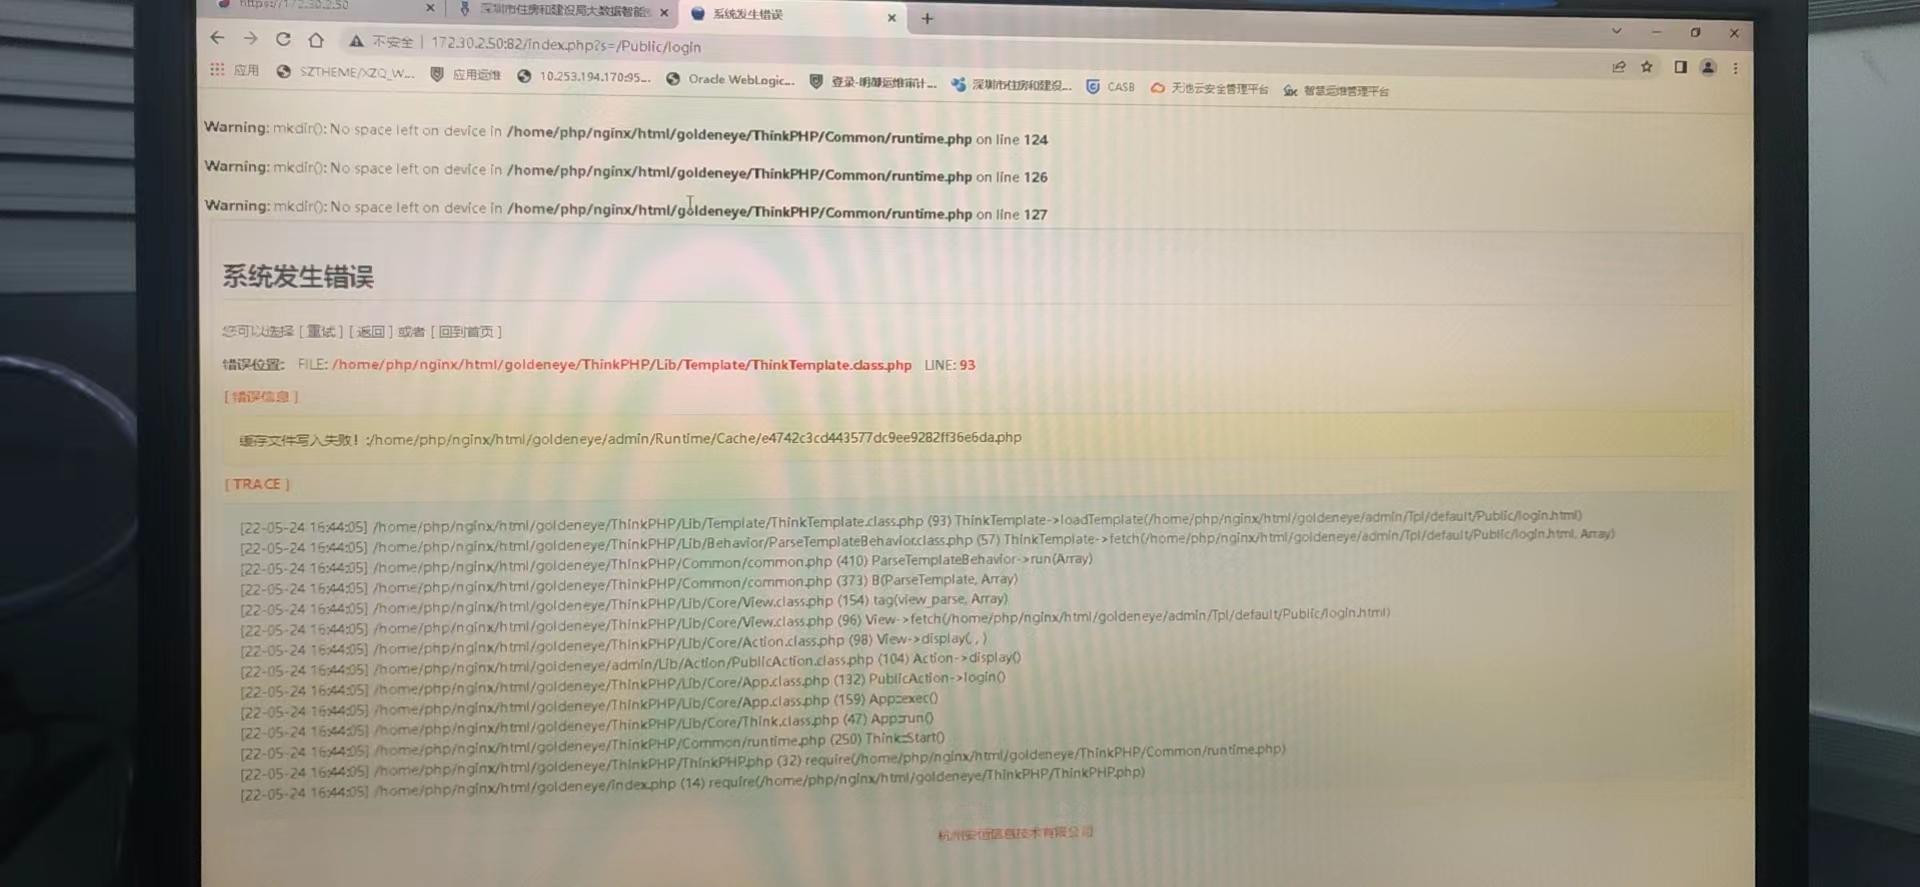 https://172.30.2.50
深圳市住房和建设局大数据智能
系统发生错误
不安全 | 172.30.2.50:82/index.php?s=/Public/login
应用 SZTHEME/XZQ_W... 应用运维 10.253.194.170:95... Oracle WebLogic... 登录-明御运维审计... 深圳市住房和建设... CASB 天池云安全管理平台 智慧运维管理平台
Warning: mkdir(): No space left on device in /home/php/nginx/html/goldeneye/ThinkPHP/Common/runtime.php on line 124
Warning: mkdir(): No space left on device in /home/php/nginx/html/goldeneye/ThinkPHP/Common/runtime.php on line 126
Warning: mkdir(): No space left on device in /home/php/nginx/html/goldeneye/ThinkPHP/Common/runtime.php on line 127
系统发生错误
您可以选择 [ 重试 ] [ 返回 ] 或者 [ 回到首页 ]
错误位置: FILE: /home/php/nginx/html/goldeneye/ThinkPHP/Lib/Template/ThinkTemplate.class.php LINE: 93
[ 错误信息 ]
缓存文件写入失败！:/home/php/nginx/html/goldeneye/admin/Runtime/Cache/e4742c3cd443577dc9ee9282ff36e6da.php
[ TRACE ]
[22-05-24 16:44:05] /home/php/nginx/html/goldeneye/ThinkPHP/Lib/Template/ThinkTemplate.class.php (93) ThinkTemplate->loadTemplate(/home/php/nginx/html/goldeneye/admin/Tpl/default/Public/login.html)
[22-05-24 16:44:05] /home/php/nginx/html/goldeneye/ThinkPHP/Lib/Behavior/ParseTemplateBehavior.class.php (57) ThinkTemplate->fetch(/home/php/nginx/html/goldeneye/admin/Tpl/default/Public/login.html, Array)
[22-05-24 16:44:05] /home/php/nginx/html/goldeneye/ThinkPHP/Common/common.php (410) ParseTemplateBehavior->run(Array)
[22-05-24 16:44:05] /home/php/nginx/html/goldeneye/ThinkPHP/Common/common.php (373) B(ParseTemplate, Array)
[22-05-24 16:44:05] /home/php/nginx/html/goldeneye/ThinkPHP/Lib/Core/View.class.php (154) tag(view_parse, Array)
[22-05-24 16:44:05] /home/php/nginx/html/goldeneye/ThinkPHP/Lib/Core/View.class.php (96) View->fetch(/home/php/nginx/html/goldeneye/admin/Tpl/default/Public/login.html)
[22-05-24 16:44:05] /home/php/nginx/html/goldeneye/ThinkPHP/Lib/Core/Action.class.php (98) View->display(, , )
[22-05-24 16:44:05] /home/php/nginx/html/goldeneye/admin/Lib/Action/PublicAction.class.php (104) Action->display()
[22-05-24 16:44:05] /home/php/nginx/html/goldeneye/ThinkPHP/Lib/Core/App.class.php (132) PublicAction->login()
[22-05-24 16:44:05] /home/php/nginx/html/goldeneye/ThinkPHP/Lib/Core/App.class.php (159) App::exec()
[22-05-24 16:44:05] /home/php/nginx/html/goldeneye/ThinkPHP/Lib/Core/Think.class.php (47) App::run()
[22-05-24 16:44:05] /home/php/nginx/html/goldeneye/ThinkPHP/Common/runtime.php (250) Think::Start()
[22-05-24 16:44:05] /home/php/nginx/html/goldeneye/ThinkPHP/ThinkPHP.php (32) require(/home/php/nginx/html/goldeneye/ThinkPHP/Common/runtime.php)
[22-05-24 16:44:05] /home/php/nginx/html/goldeneye/index.php (14) require(/home/php/nginx/html/goldeneye/ThinkPHP/ThinkPHP.php)
杭州安恒信息技术有限公司